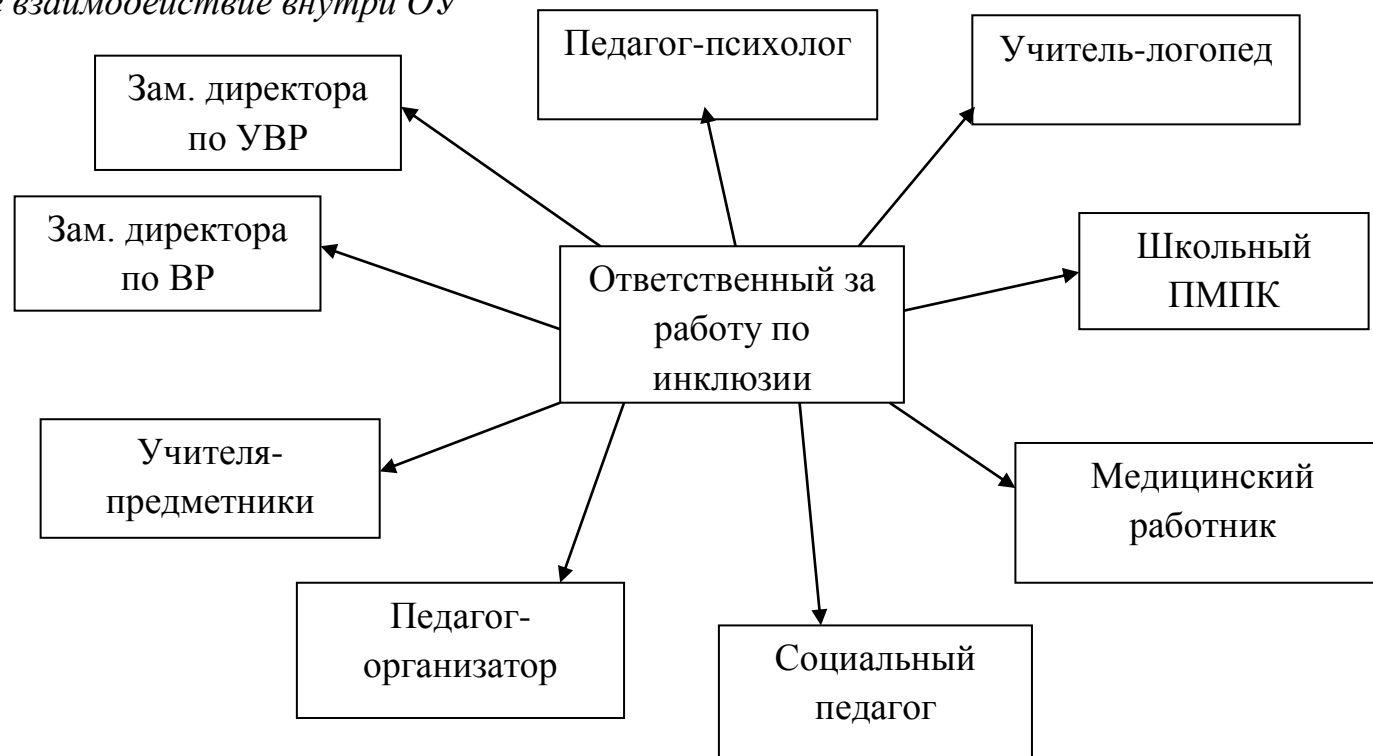 взаимодействие внутри ОУ
Педагог-психолог
Учитель-логопед
Зам. директора
по УВР
Зам. директора
по ВР
Школьный
ПМПК
Ответственный за
работу по
инклюзии
Учителя-
предметники
Медицинский
работник
Педагог-
организатор
Социальный
педагог